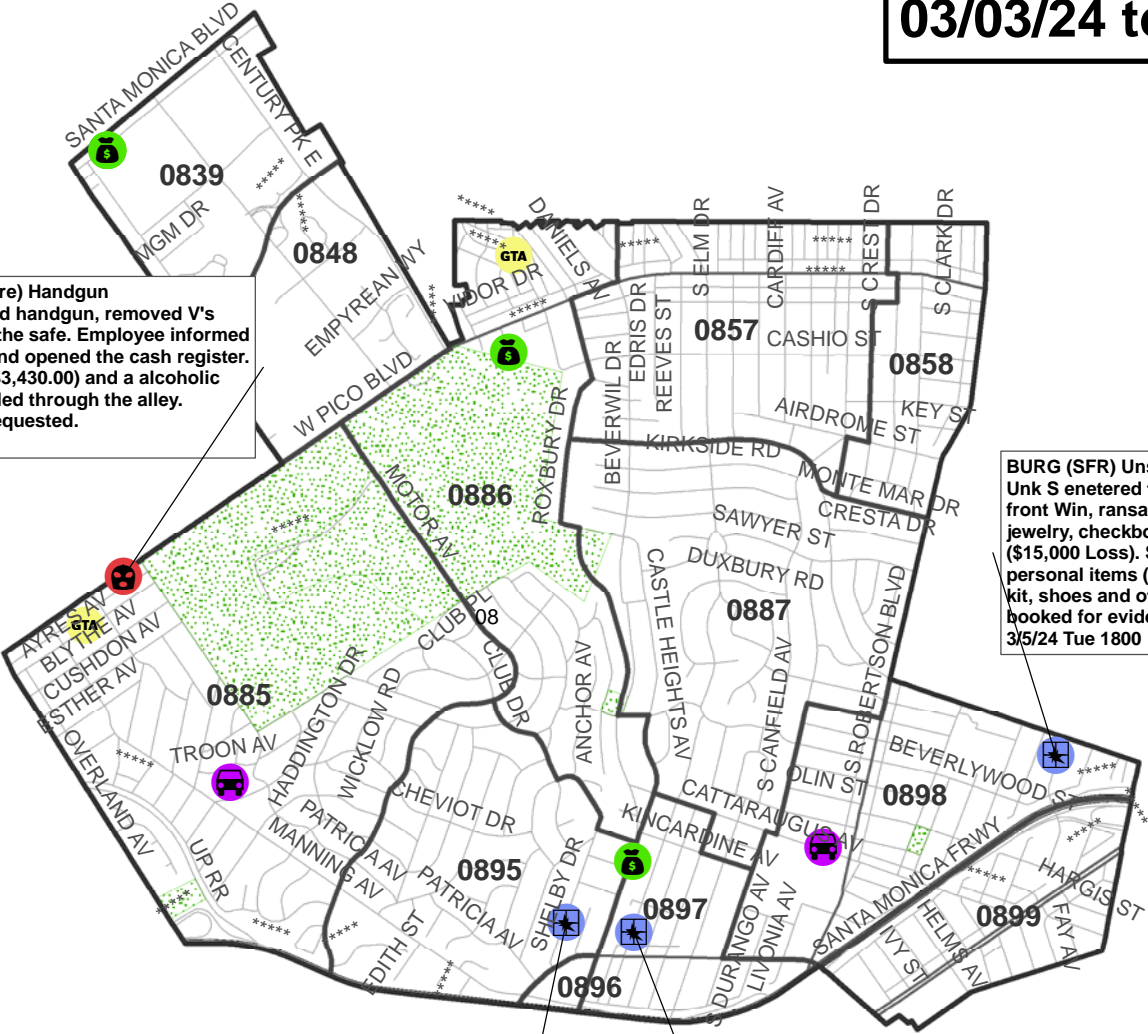 03/03/24 to
SANTA MONICA BLVD
CENTURY PK E
0839
MGM DR
0848
EMPYREAN WY
*****
*****
*****
*****
GTA
DANIELS AV
VIDOR DR
*****
*****
*****
S ELM DR
CARDIFF AV
*****
*****
S CREST DR
S CLARK DR
re) Handgun
d handgun, removed V's
the safe. Employee informed
nd opened the cash register.
3,430.00) and a alcoholic
led through the alley.
equested.
W PICO BLVD
0857
CASHIO ST
0858
EDRIS DR
REEVES ST
BEVERWIL DR
ROXBURY DR
AIRDROME ST
KEY ST
KIRKSIDE RD
MONTE MAR DR
CRESTA DR
0886
MOTOR AV
*****
SAWYER ST
DUXBURY RD
0887
CASTLE HEIGHTS AV
S CANFIELD AV
S ROBERTSON BLVD
BURG (SFR) Uns
Unk S enetered
front Win, ransa
jewelry, checkbo
($15,000 Loss). S
personal items (
kit, shoes and o
booked for evide
3/5/24 Tue 1800
AYRES AV
GTA
BLYTHE AV
CUSHDON AV
ESTHER AV
0885
CLUB PL
08
CLUB DR
ANCHOR AV
HADDINGTON DR
WICKLOW RD
TROON AV
*****
OVERLAND AV
PATRICIA AV
MANNING AV
CHEVIOT DR
0895
PATRICIA AV
SHELBY DR
UPRR
*****
*****
****
EDITH ST
*****
KINCARDINE AV
CATTARAUGUS AV
OLIN ST
BEVERLYWOOD ST
0898
*****
0897
0896
S DURANGO AV
LIVONIA AV
SANTA MONICA FRWY
*****
*****
*****
HARGIS ST
0899
IVY ST
HELMS AV
FAY AV